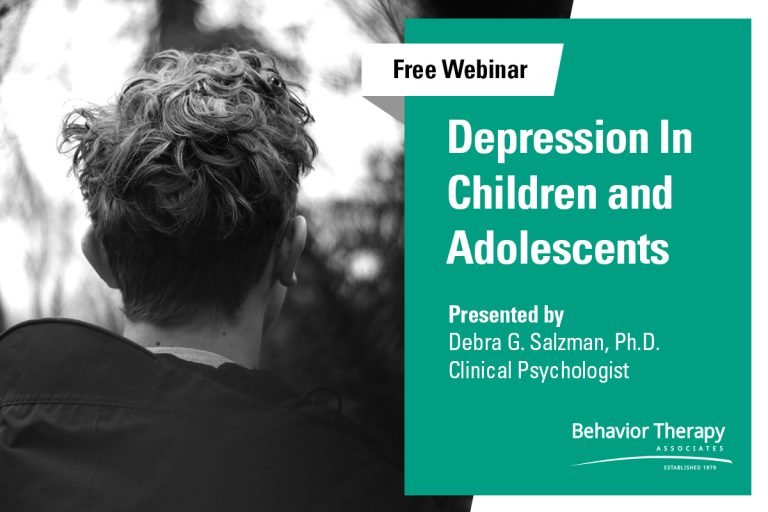 Free Webinar
Depression In
Children and
Adolescents
Presented by
Debra G. Salzman, Ph.D.
Clinical Psychologist
Behavior Therapy
ASSOCIATES
ESTABLISHED 1979